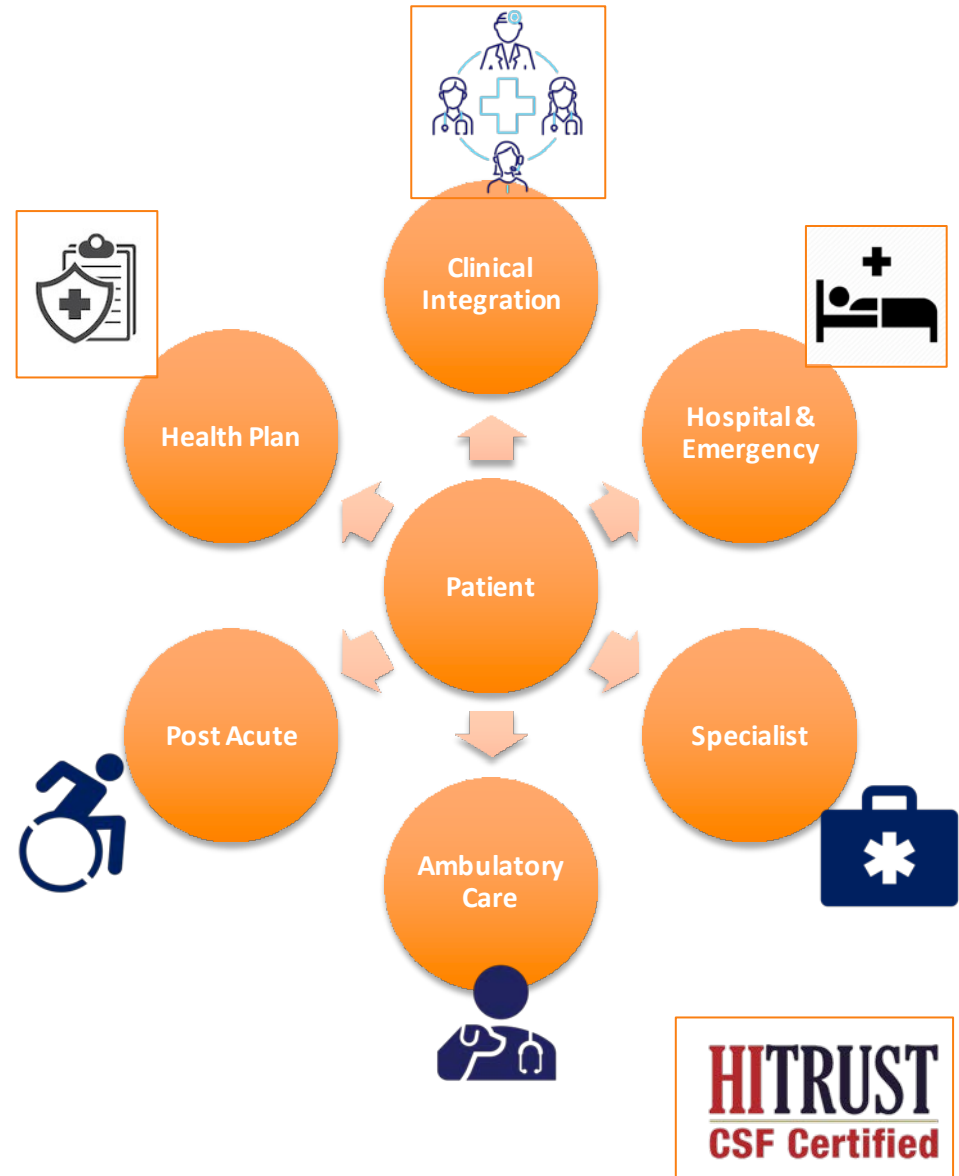 Clinical
Integration
Health Plan
Hospital &
Emergency
Patient
Post Acute
Specialist
Ambulatory
Care
HITRUST
CSF Certified